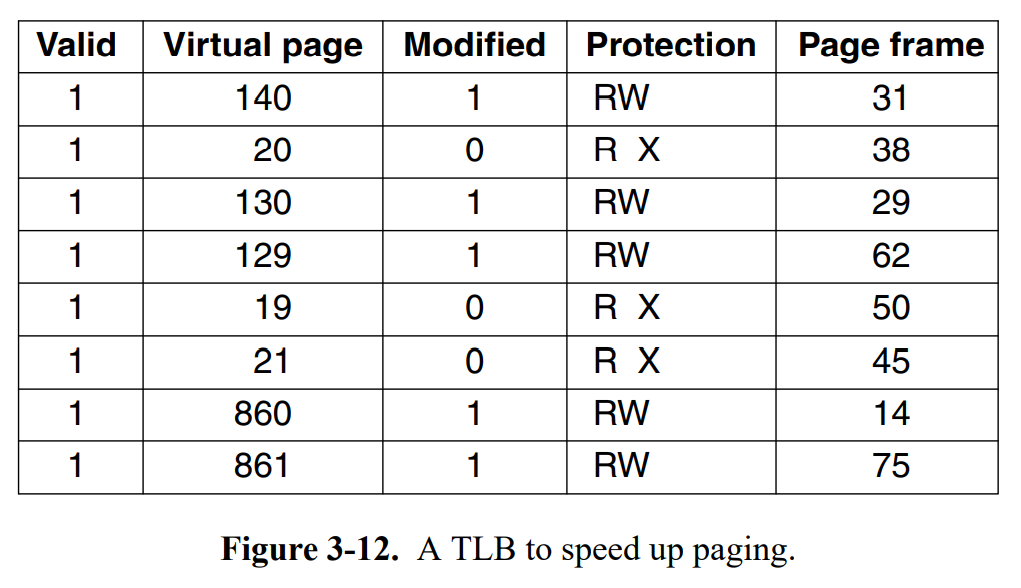 Valid Virtual page Modified Protection Page frame
1 140 1 RW 31
1 20 0 R X 38
1 130 1 RW 29
1 129 1 RW 62
1 19 0 R X 50
1 21 0 R X 45
1 860 1 RW 14
1 861 1 RW 75
Figure 3-12. A TLB to speed up paging.